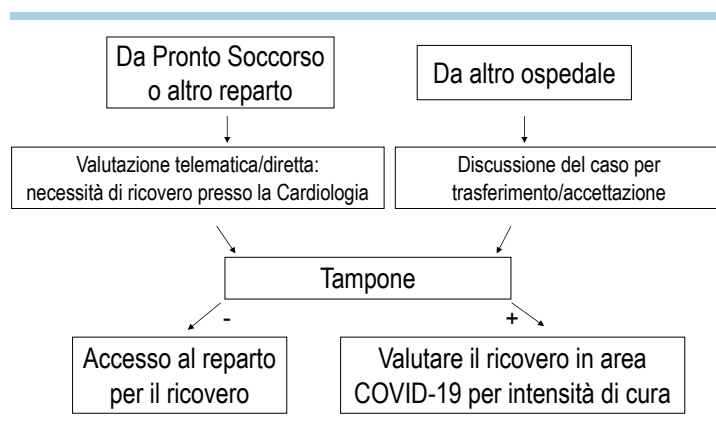 Da Pronto Soccorso
o altro reparto
Da altro ospedale
Valutazione telematica/diretta:
necessità di ricovero presso la Cardiologia
Discussione del caso per
trasferimento/accettazione
Tampone
-
+
Accesso al reparto
per il ricovero
Valutare il ricovero in area
COVID-19 per intensità di cura